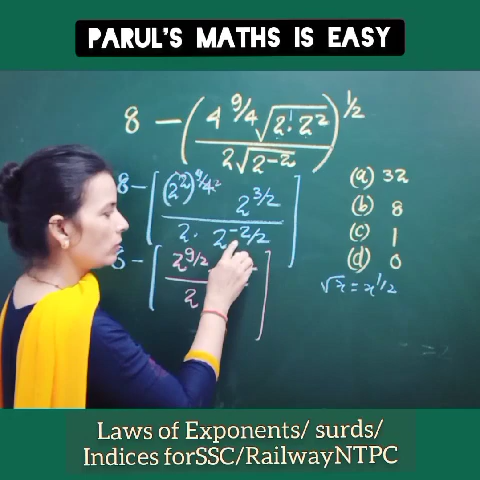 PARUL'S MATHS IS EASY
8 - (4^9/4 √2·2² / 2√2^-2)^1/2
(a) 32
(b) 8
(c) 1
(d) 0
√x = x^1/2
8 - [(2²)^9/4 2^3/2 / 2 · 2^-2/2]
8 - [2^9/2 / 2]
Laws of Exponents/ surds/
Indices forSSC/RailwayNTPC